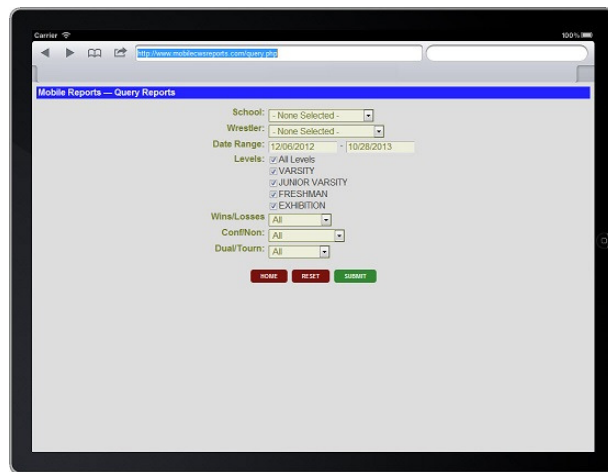 Carrier 100%
http://www.mobilecwsreports.com/query.php
Mobile Reports — Query Reports
School: - None Selected -
Wrestler: - None Selected -
Date Range: 12/06/2012 - 10/28/2013
Levels: All Levels
VARSITY
JUNIOR VARSITY
FRESHMAN
EXHIBITION
Wins/Losses All
Conf/Non: All
Dual/Tourn: All
HOME RESET SUBMIT